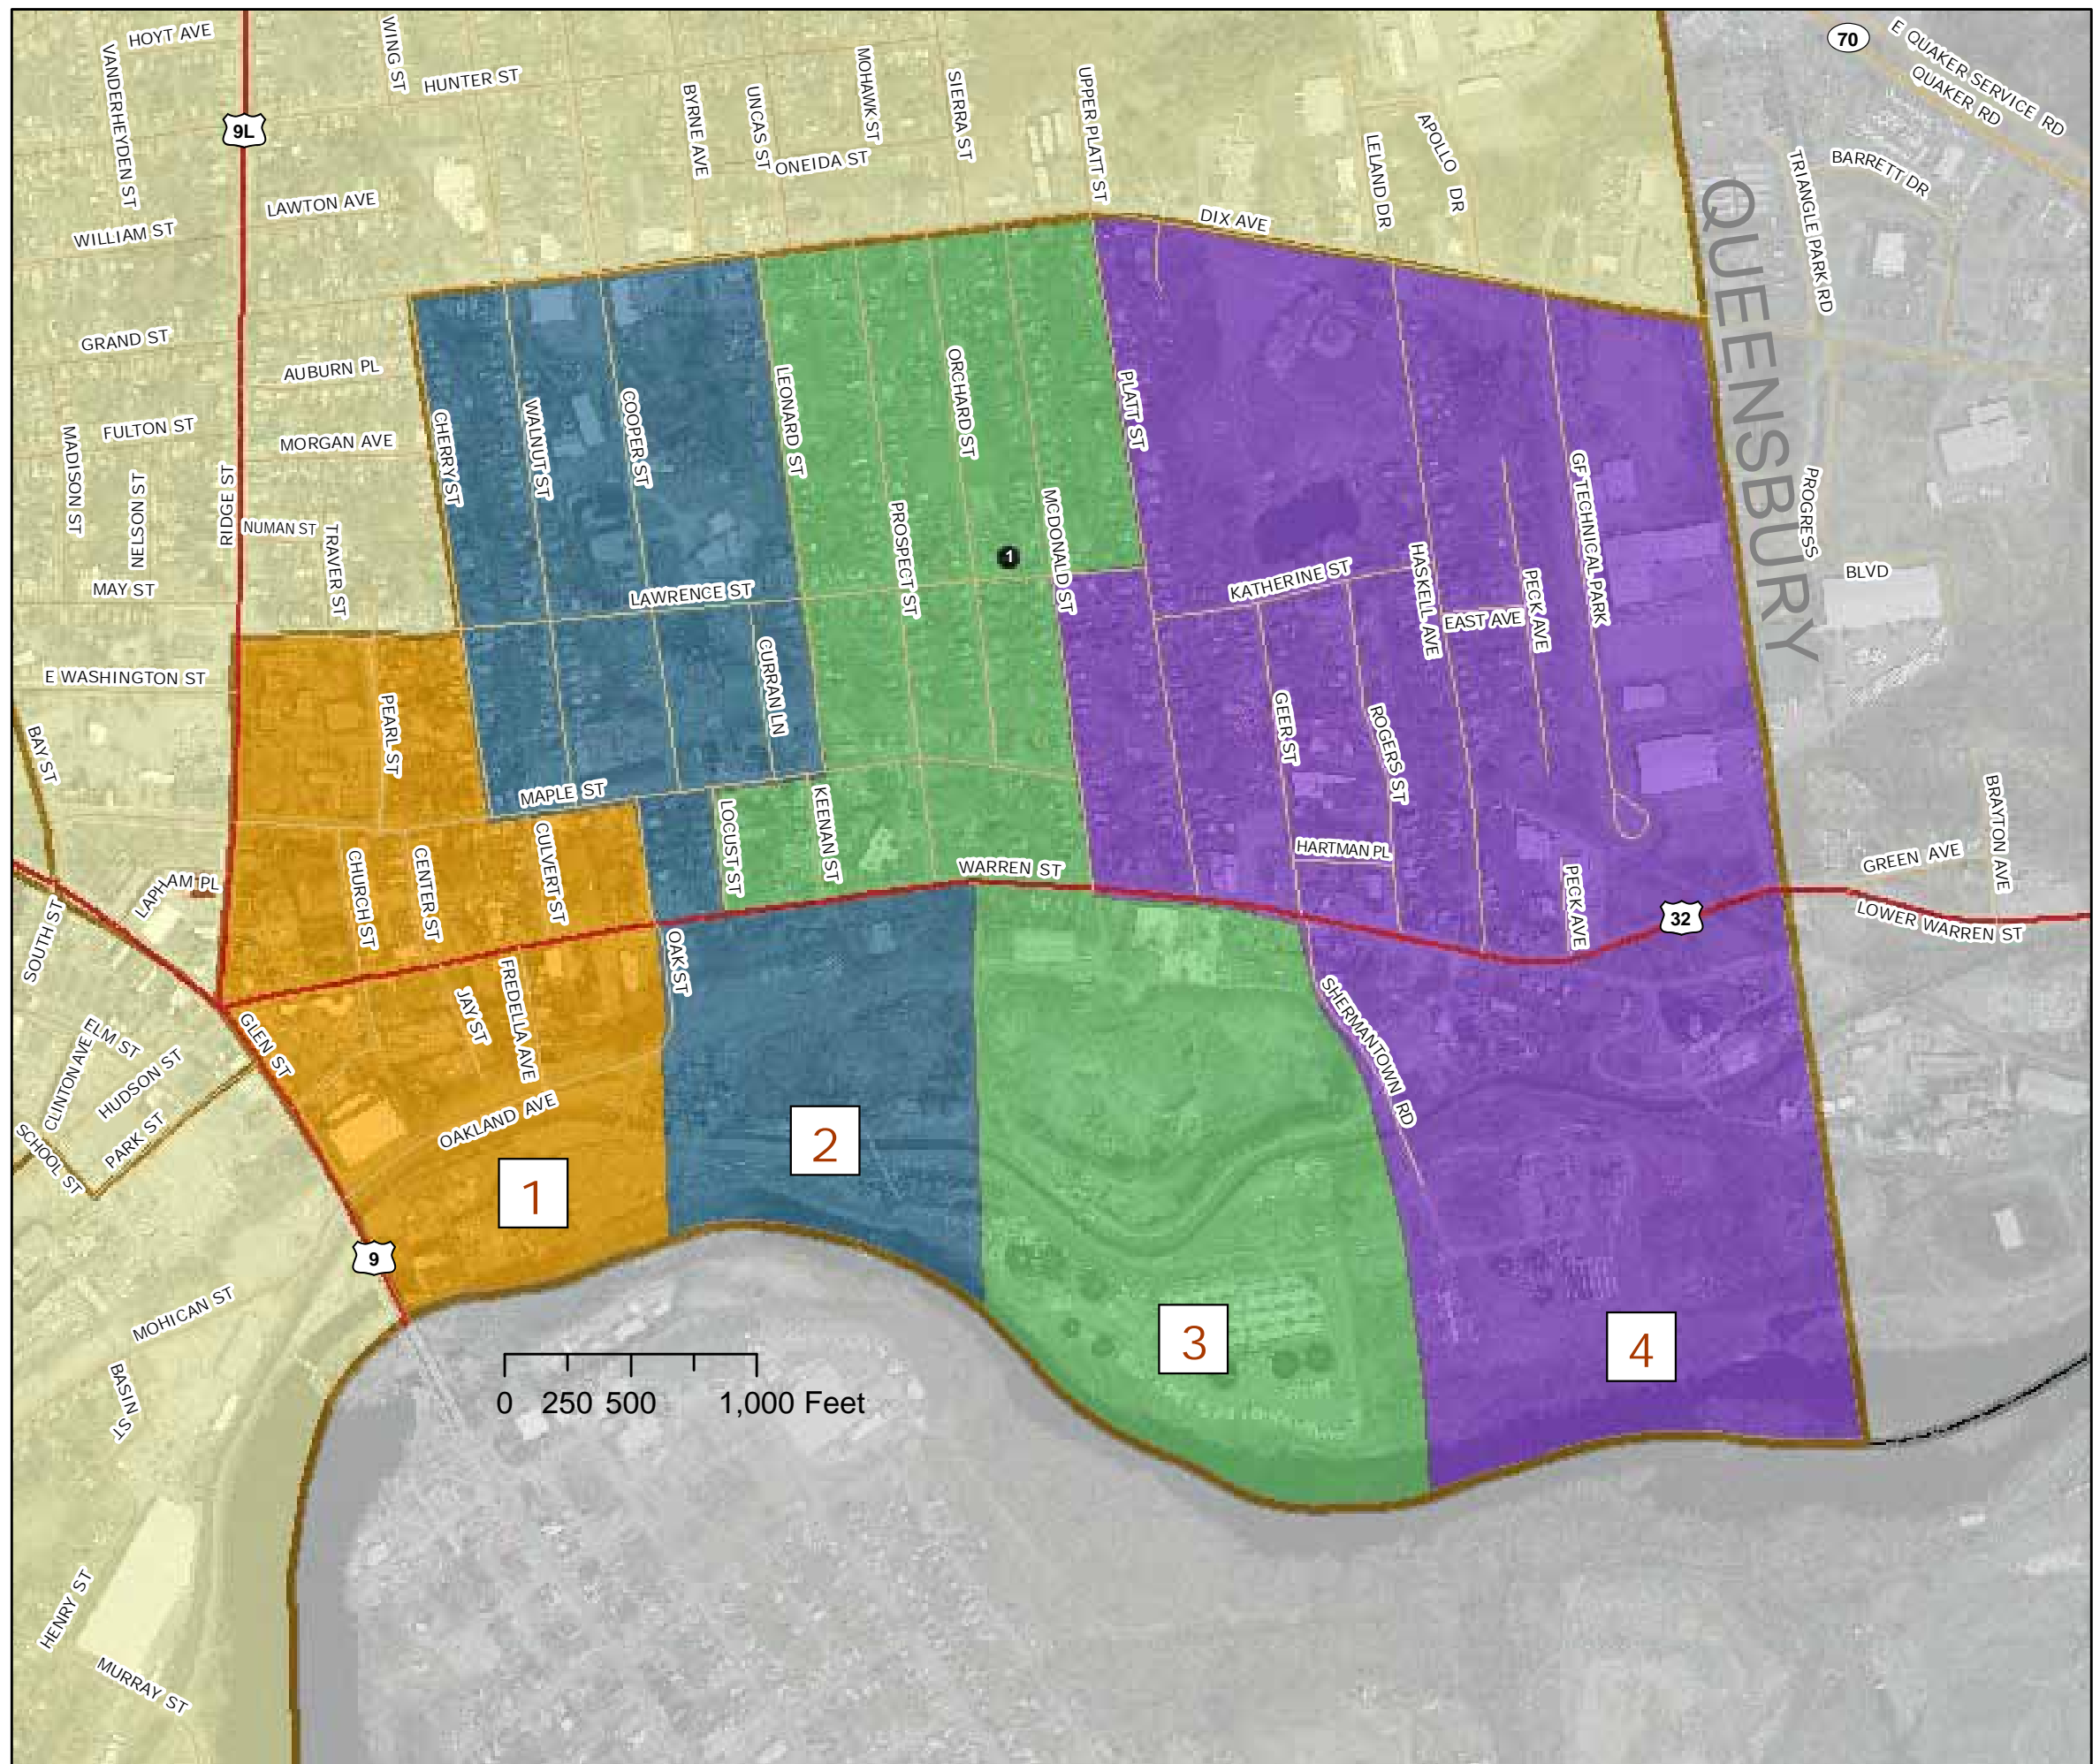 HOYT AVE
VANDERHEYDEN ST
WING ST
HUNTER ST
9L
LAWTON AVE
WILLIAM ST
BYRNE AVE
UNCAS ST
MOHAWK ST
ONEIDA ST
SIERRA ST
UPPER PLATT ST
DIX AVE
LELAND DR
APOLLO DR
70
E QUAKER SERVICE RD
QUAKER RD
TRIANGLE PARK RD
BARRETT DR
QUEENSBURY
GRAND ST
AUBURN PL
FULTON ST
MORGAN AVE
MADISON ST
NELSON ST
RIDGE ST
NUMAN ST
TRAVER ST
MAY ST
E WASHINGTON ST
CHERRY ST
WALNUT ST
COOPER ST
LEONARD ST
ORCHARD ST
PROSPECT ST
MCDONALD ST
PLATT ST
1
LAWRENCE ST
CURRAN LN
KATHERINE ST
HASKELL AVE
EAST AVE
PECK AVE
GF TECHNICAL PARK
PROGRESS
BLVD
PEARL ST
MAPLE ST
GEER ST
ROGERS ST
BAY ST
LOCUST ST
KEENAN ST
CULVERT ST
CENTER ST
CHURCH ST
WARREN ST
HARTMAN PL
PECK AVE
32
GREEN AVE
BRAYTON AVE
LOWER WARREN ST
LAPHAM PL
SOUTH ST
OAK ST
FREDELLA AVE
JAY ST
GLEN ST
SHERMANTOWN RD
ELM ST
CLINTON AVE
HUDSON ST
PARK ST
SCHOOL ST
OAKLAND AVE
1
2
3
4
9
MOHICAN ST
BASIN ST
0 250 500 1,000 Feet
HENRY ST
MURRAY ST